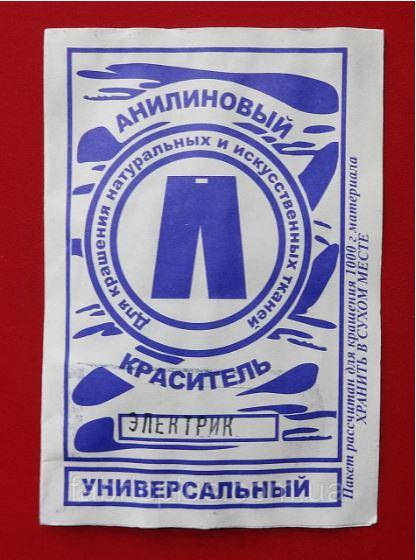 АНИЛИНОВЫЙ
Для крашения натуральных и искусственных тканей
КРАСИТЕЛЬ
ЭЛЕКТРИК
УНИВЕРСАЛЬНЫЙ
Пакет рассчитан для крашения 1000 г материала
ХРАНИТЬ В СУХОМ МЕСТЕ